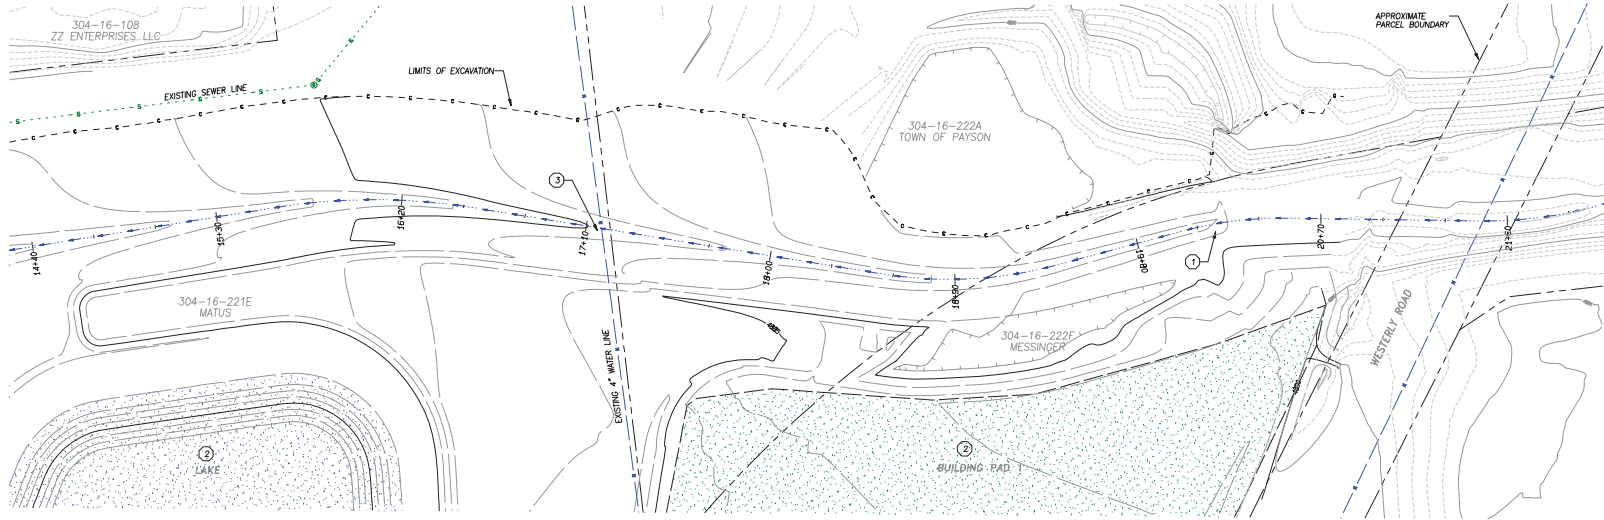 304-16-108
ZZ ENTERPRISES LLC
APPROXIMATE
PARCEL BOUNDARY
LIMITS OF EXCAVATION
EXISTING SEWER LINE
304-16-222A
TOWN OF PAYSON
3
14+40
15+30
16+20
17+10
18+00
18+90
19+80
20+70
21+60
1
304-16-221E
MATUS
304-16-222F
MESSINGER
EXISTING 4" WATER LINE
WESTERLY ROAD
2
LAKE
2
BUILDING PAD 1